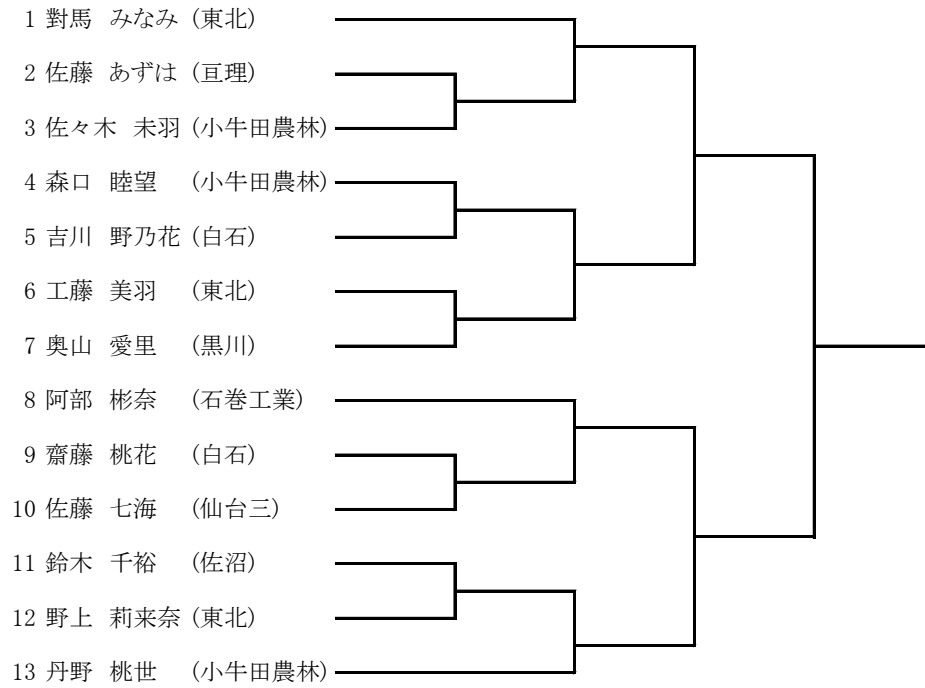 1 對馬 みなみ (東北)
2 佐藤 あずは (亘理)
3 佐々木 未羽 (小牛田農林)
4 森口 睦望 (小牛田農林)
5 吉川 野乃花 (白石)
6 工藤 美羽 (東北)
7 奥山 愛里 (黒川)
8 阿部 彬奈 (石巻工業)
9 齋藤 桃花 (白石)
10 佐藤 七海 (仙台三)
11 鈴木 千裕 (佐沼)
12 野上 莉来奈 (東北)
13 丹野 桃世 (小牛田農林)